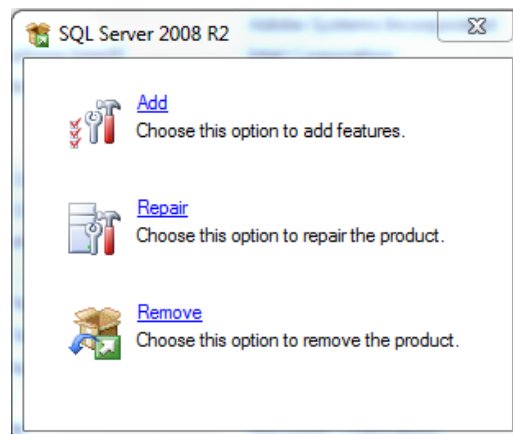 SQL Server 2008 R2
Add
Choose this option to add features.
Repair
Choose this option to repair the product.
Remove
Choose this option to remove the product.